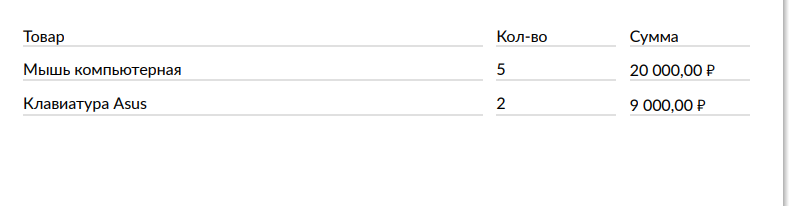 Товар Кол-во Сумма
Мышь компьютерная 5 20 000,00 ₽
Клавиатура Asus 2 9 000,00 ₽